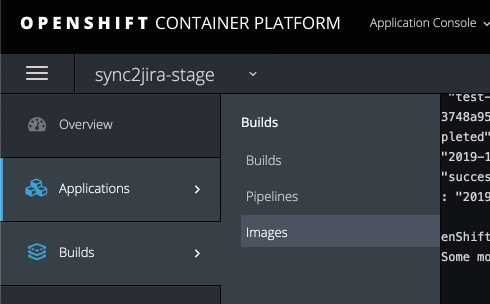 OPENSHIFT CONTAINER PLATFORM
Application Console
sync2jira-stage
Overview
Applications
Builds
Builds
Builds
Pipelines
Images
"test-
3748a95
pleted"
"2019-1
"succes
: "2019
enShift
Some mo